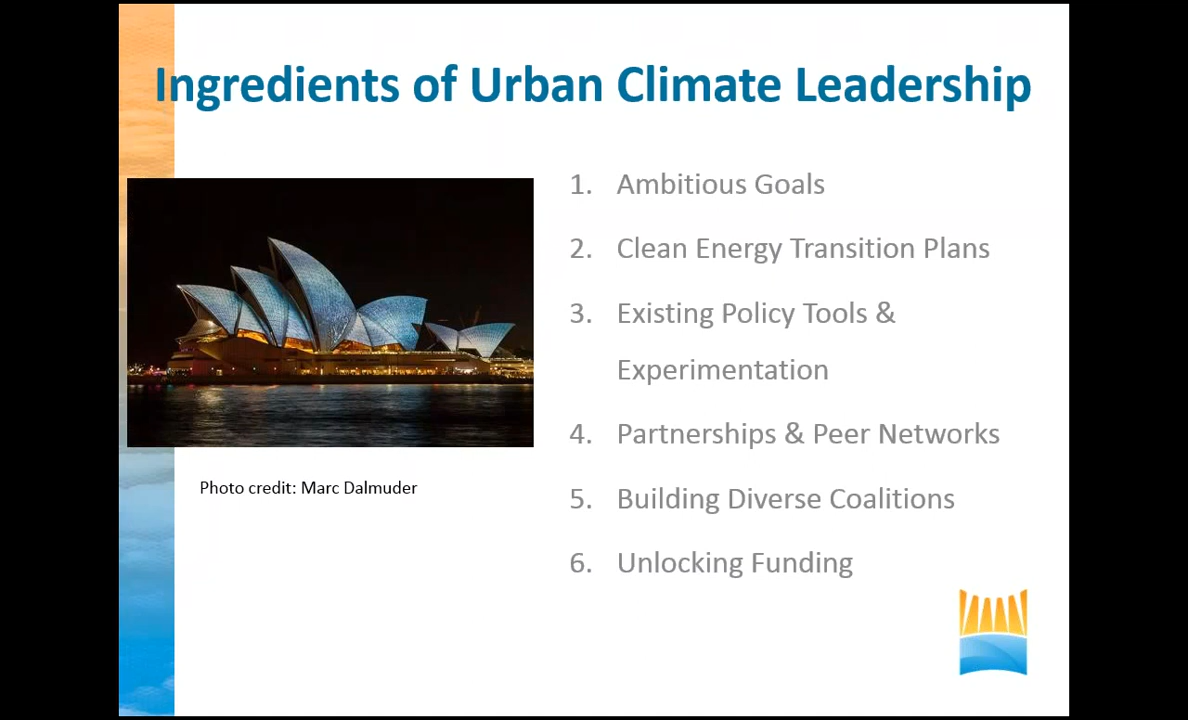 Ingredients of Urban Climate Leadership
1. Ambitious Goals
2. Clean Energy Transition Plans
3. Existing Policy Tools &
Experimentation
4. Partnerships & Peer Networks
5. Building Diverse Coalitions
6. Unlocking Funding
Photo credit: Marc Dalmuder